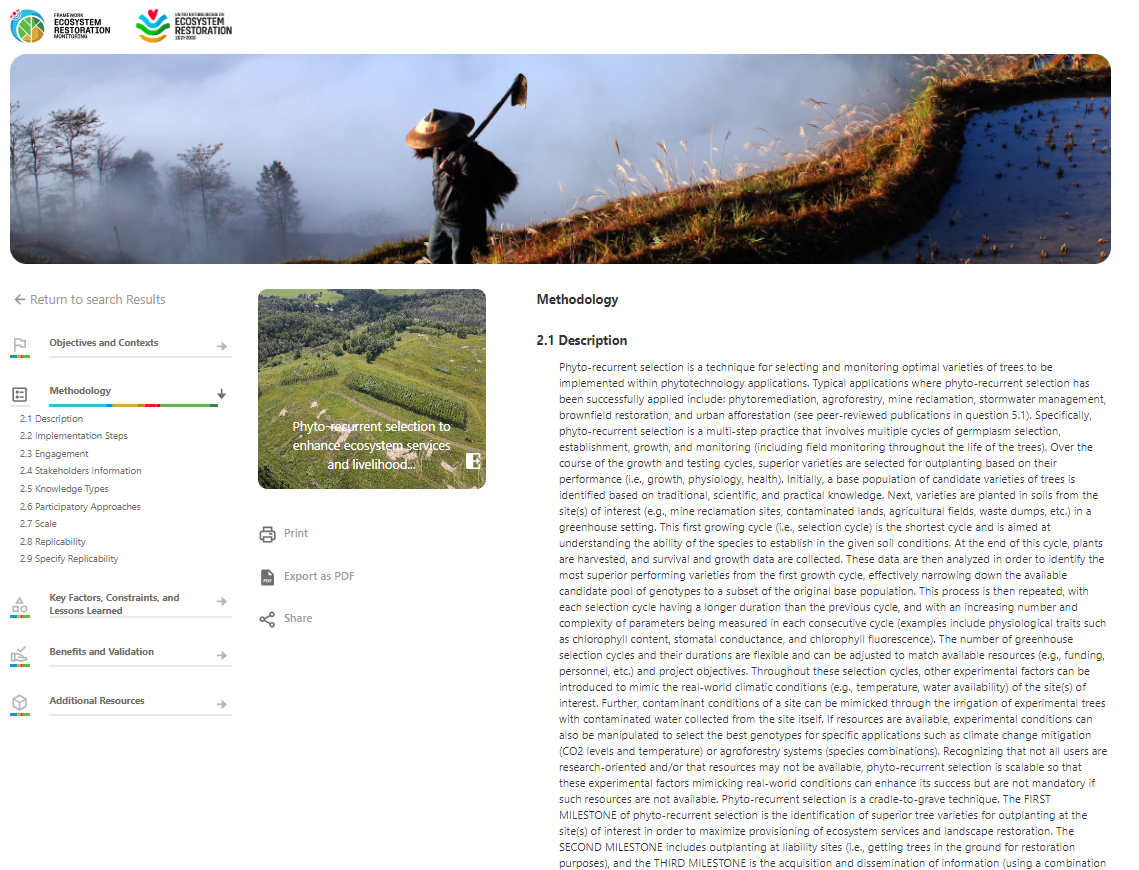 FRAMEWORK
ECOSYSTEM
RESTORATION
MONITORING
UNITED NATIONS DECADE ON
ECOSYSTEM
RESTORATION
2021-2030
Return to search Results
Objectives and Contexts
Methodology
2.1 Description
2.2 Implementation Steps
2.3 Engagement
2.4 Stakeholders Information
2.5 Knowledge Types
2.6 Participatory Approaches
2.7 Scale
2.8 Replicability
2.9 Specify Replicability
Key Factors, Constraints, and
Lessons Learned
Benefits and Validation
Additional Resources
Phyto-recurrent selection to
enhance ecosystem services
and livelihood...
Print
PDF
Export as PDF
Share
Methodology
2.1 Description
Phyto-recurrent selection is a technique for selecting and monitoring optimal varieties of trees to be
implemented within phytotechnology applications. Typical applications where phyto-recurrent selection has
been successfully applied include: phytoremediation, agroforestry, mine reclamation, stormwater management,
brownfield restoration, and urban afforestation (see peer-reviewed publications in question 5.1). Specifically,
phyto-recurrent selection is a multi-step practice that involves multiple cycles of germplasm selection,
establishment, growth, and monitoring (including field monitoring throughout the life of the trees). Over the
course of the growth and testing cycles, superior varieties are selected for outplanting based on their
performance (i.e., growth, physiology, health). Initially, a base population of candidate varieties of trees is
identified based on traditional, scientific, and practical knowledge. Next, varieties are planted in soils from the
site(s) of interest (e.g., mine reclamation sites, contaminated lands, agricultural fields, waste dumps, etc.) in a
greenhouse setting. This first growing cycle (i.e., selection cycle) is the shortest cycle and is aimed at
understanding the ability of the species to establish in the given soil conditions. At the end of this cycle, plants
are harvested, and survival and growth data are collected. These data are then analyzed in order to identify the
most superior performing varieties from the first growth cycle, effectively narrowing down the available
candidate pool of genotypes to a subset of the original base population. This process is then repeated, with
each selection cycle having a longer duration than the previous cycle, and with an increasing number and
complexity of parameters being measured in each consecutive cycle (examples include physiological traits such
as chlorophyll content, stomatal conductance, and chlorophyll fluorescence). The number of greenhouse
selection cycles and their durations are flexible and can be adjusted to match available resources (e.g., funding,
personnel, etc.) and project objectives. Throughout these selection cycles, other experimental factors can be
introduced to mimic the real-world climatic conditions (e.g., temperature, water availability) of the site(s) of
interest. Further, contaminant conditions of a site can be mimicked through the irrigation of experimental trees
with contaminated water collected from the site itself. If resources are available, experimental conditions can
also be manipulated to select the best genotypes for specific applications such as climate change mitigation
(CO2 levels and temperature) or agroforestry systems (species combinations). Recognizing that not all users are
research-oriented and/or that resources may not be available, phyto-recurrent selection is scalable so that
these experimental factors mimicking real-world conditions can enhance its success but are not mandatory if
such resources are not available. Phyto-recurrent selection is a cradle-to-grave technique. The FIRST
MILESTONE of phyto-recurrent selection is the identification of superior tree varieties for outplanting at the
site(s) of interest in order to maximize provisioning of ecosystem services and landscape restoration. The
SECOND MILESTONE includes outplanting at liability sites (i.e., getting trees in the ground for restoration
purposes), and the THIRD MILESTONE is the acquisition and dissemination of information (using a combination